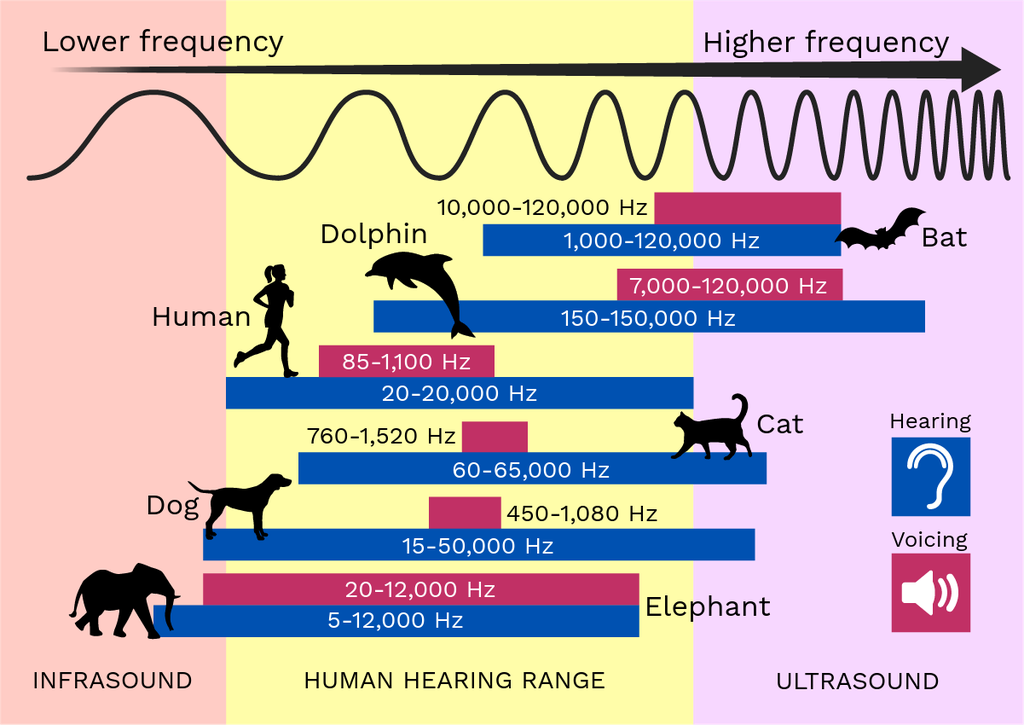 Lower frequency
Higher frequency
10,000-120,000 Hz
1,000-120,000 Hz
Bat
Dolphin
7,000-120,000 Hz
150-150,000 Hz
Human
85-1,100 Hz
20-20,000 Hz
Cat
760-1,520 Hz
60-65,000 Hz
Hearing
Dog
450-1,080 Hz
15-50,000 Hz
Voicing
20-12,000 Hz
5-12,000 Hz
Elephant
INFRASOUND
HUMAN HEARING RANGE
ULTRASOUND